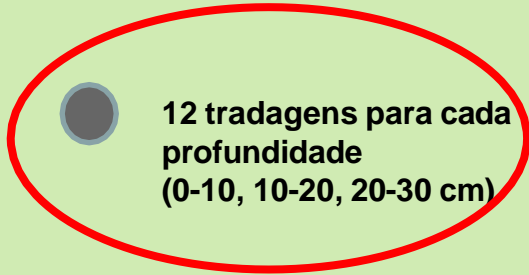 12 tradagens para cada
profundidade
(0-10, 10-20, 20-30 cm)